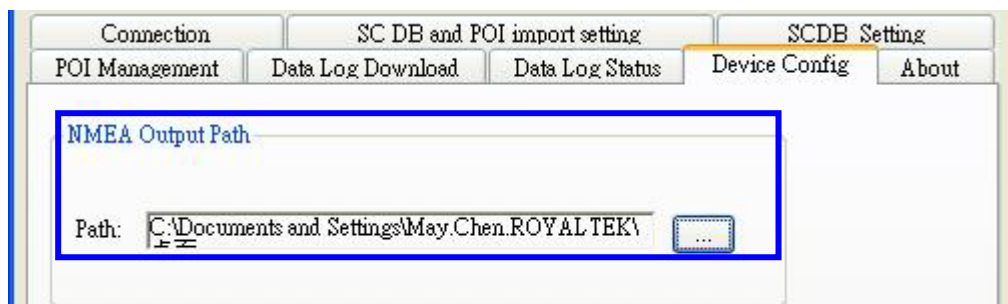 Connection SC DB and POI import setting SCDB Setting
POI Management Data Log Download Data Log Status Device Config About
NMEA Output Path
Path: C:\Documents and Settings\May.Chen.ROYALTEK\ ...